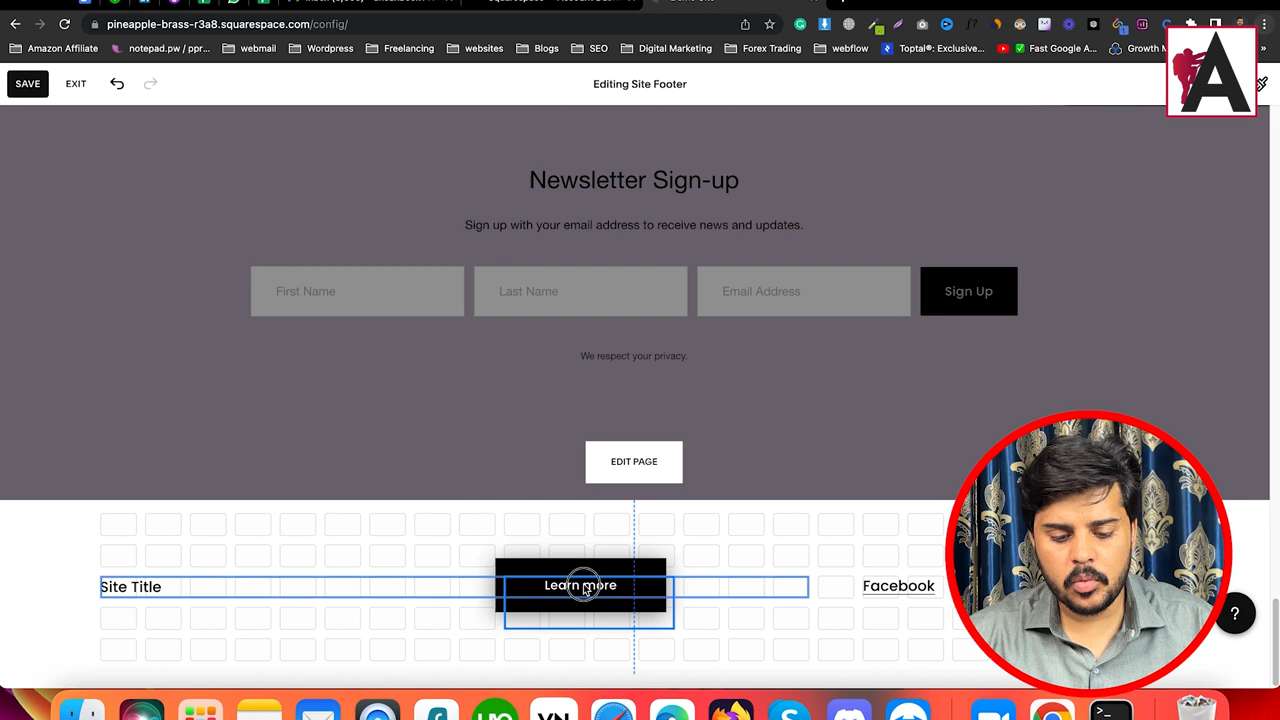 pineapple-brass-r3a8.squarespace.com/config/
Amazon Affiliate
notepad.pw / ppr...
webmail
Wordpress
Freelancing
websites
Blogs
SEO
Digital Marketing
Forex Trading
webflow
Toptal®: Exclusive...
Fast Google A...
Growth M
SAVE
EXIT
Editing Site Footer
A
Newsletter Sign-up
Sign up with your email address to receive news and updates.
First Name
Last Name
Email Address
Sign Up
We respect your privacy.
EDIT PAGE
Site Title
Learn more
Facebook
?